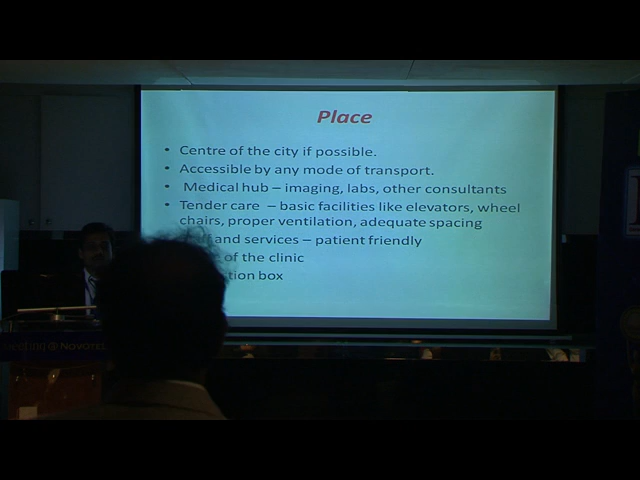 Place
• Centre of the city if possible.
• Accessible by any mode of transport.
• Medical hub – imaging, labs, other consultants
• Tender care – basic facilities like elevators, wheel
chairs, proper ventilation, adequate spacing
and services – patient friendly
of the clinic
box